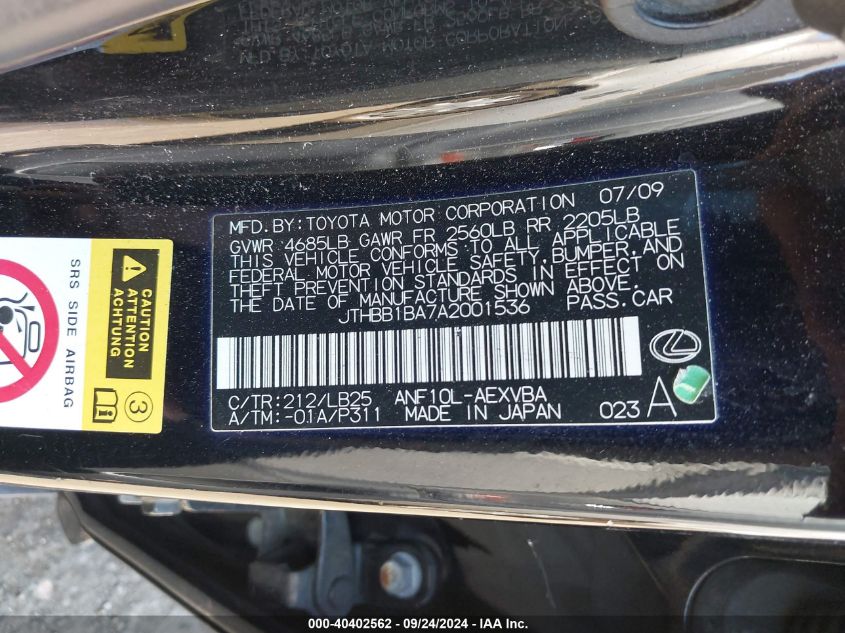 MFD. BY: TOYOTA MOTOR CORPORATION 07/09
GVWR 4685LB GAWR FR 2560LB RR 2205LB
THIS VEHICLE CONFORMS TO ALL APPLICABLE
FEDERAL MOTOR VEHICLE SAFETY, BUMPER, AND
THEFT PREVENTION STANDARDS IN EFFECT ON
THE DATE OF MANUFACTURE SHOWN ABOVE.
JTHBB1BA7A2001536 PASS. CAR
C/TR: 212/LB25 ANF10L-AEXVBA
A/TM: -01A/P311 MADE IN JAPAN 023 A
SRS SIDE AIRBAG
CAUTION
ATTENTION
ACHTUNG
3
000-40402562 - 09/24/2024 - IAA Inc.